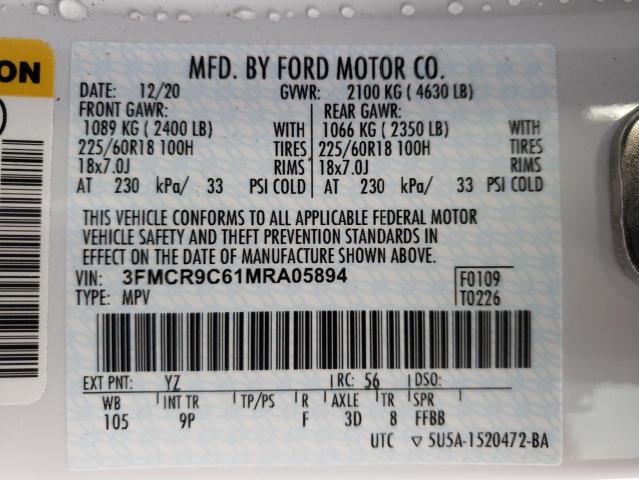 ON
MFD. BY FORD MOTOR CO.
DATE: 12/20 GVWR: 2100 KG ( 4630 LB)
FRONT GAWR: REAR GAWR:
1089 KG ( 2400 LB) WITH 1066 KG ( 2350 LB) WITH
225/60R18 100H TIRES 225/60R18 100H TIRES
18x7.0J RIMS 18x7.0J RIMS
AT 230 kPa/ 33 PSI COLD AT 230 kPa/ 33 PSI COLD
THIS VEHICLE CONFORMS TO ALL APPLICABLE FEDERAL MOTOR
VEHICLE SAFETY AND THEFT PREVENTION STANDARDS IN
EFFECT ON THE DATE OF MANUFACTURE SHOWN ABOVE.
VIN: 3FMCR9C61MRA05894 F0109
TYPE: MPV T0226
EXT PNT: YZ RC: 56 DSO:
WB INT TR TP/PS R AXLE TR SPR
105 9P F 3D 8 FFBB
UTC ▽ 5U5A-1520472-BA